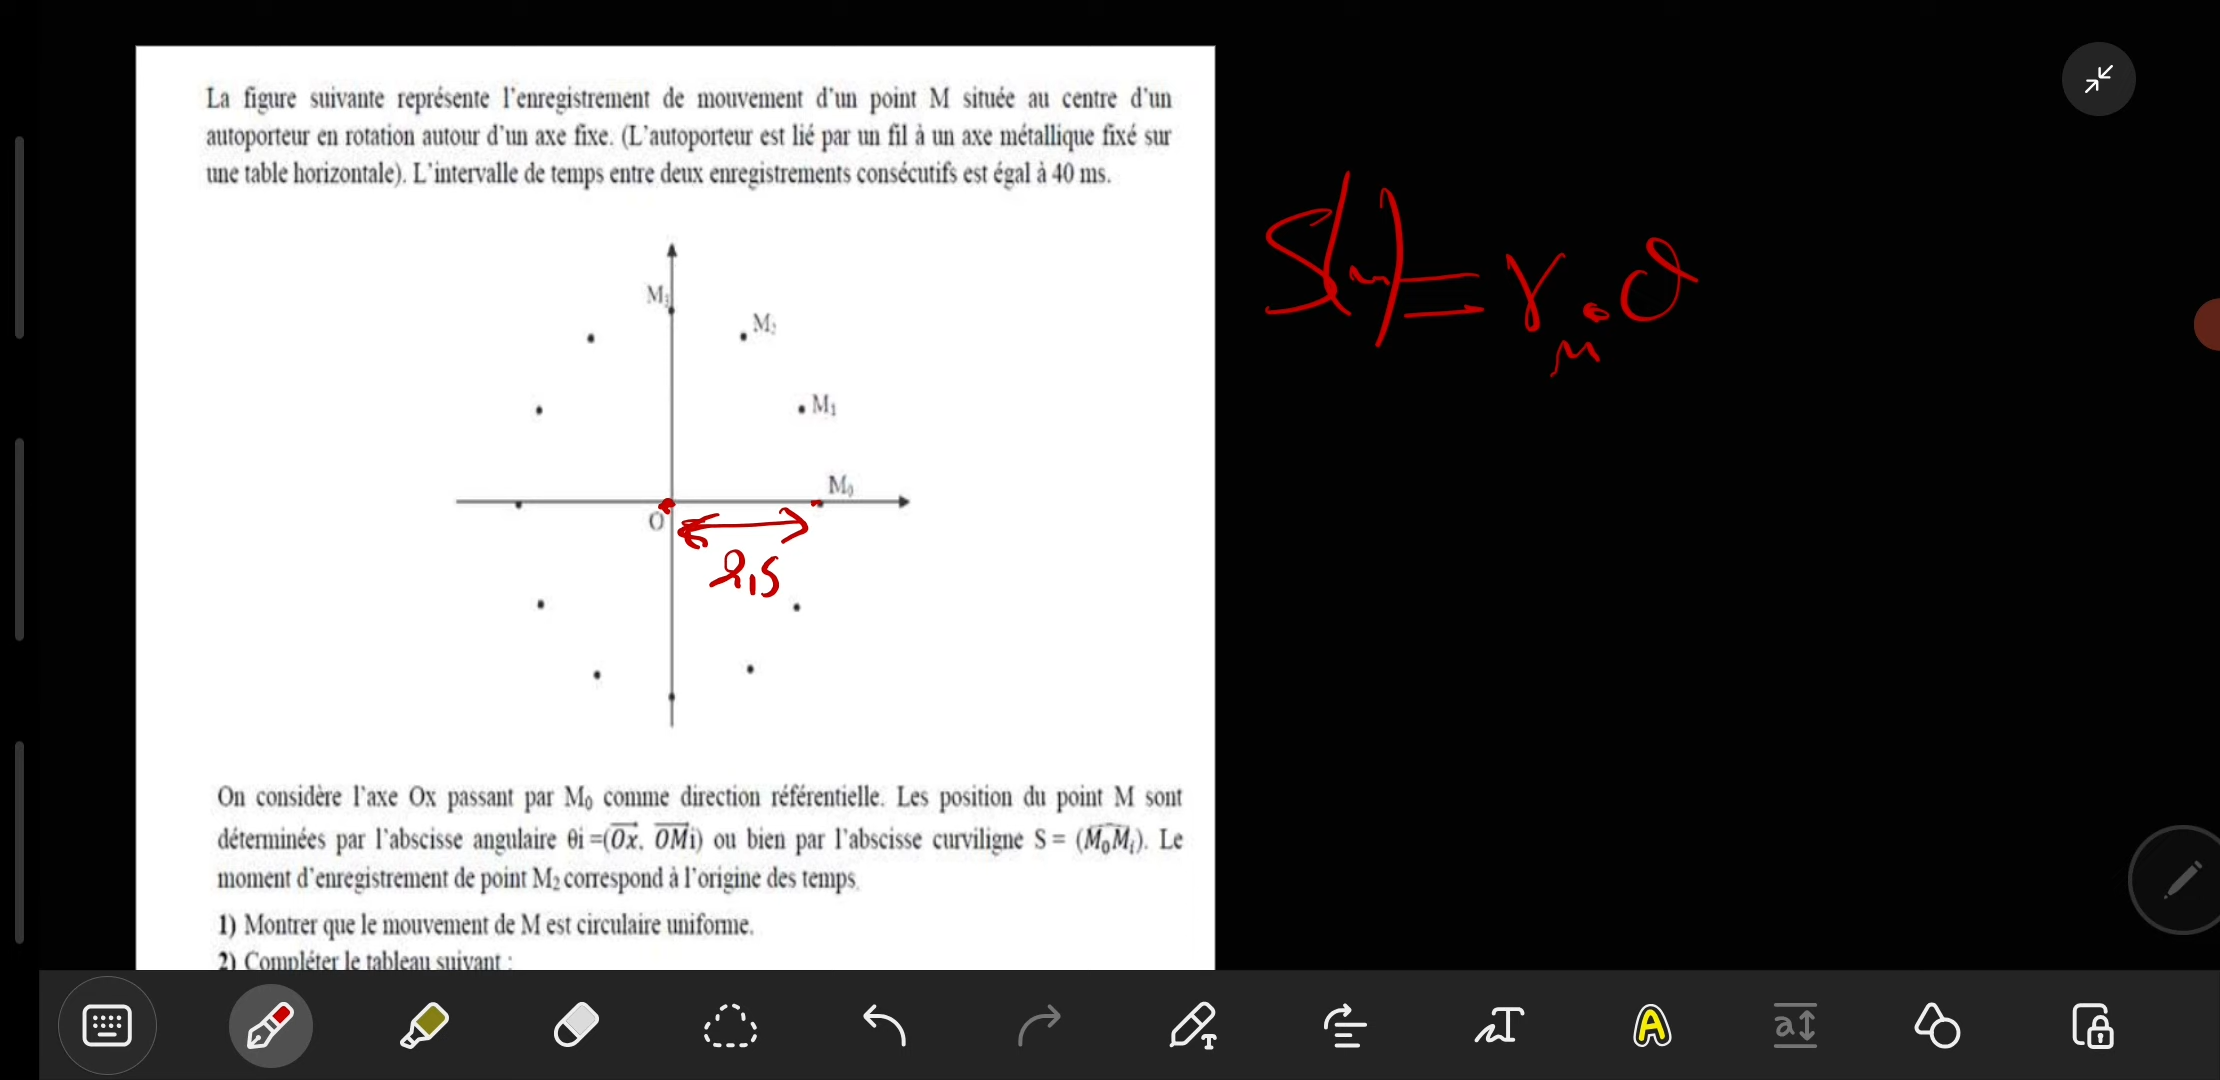 La figure suivante représente l'enregistrement de mouvement d'un point M située au centre d'un
autoporteur en rotation autour d'un axe fixe. (L'autoporteur est lié par un fil à un axe métallique fixé sur
une table horizontale). L'intervalle de temps entre deux enregistrements consécutifs est égal à 40 ms.
S(m) = r_M . θ
M₃
M₂
M₁
M₀
O
2,5
On considère l'axe Ox passant par M₀ comme direction référentielle. Les position du point M sont
déterminées par l'abscisse angulaire θi =(Ox, OMi) ou bien par l'abscisse curviligne S = (M₀Mᵢ). Le
moment d'enregistrement de point M₂ correspond à l'origine des temps.
1) Montrer que le mouvement de M est circulaire uniforme.
2) Compléter le tableau suivant :
T
T
A
a